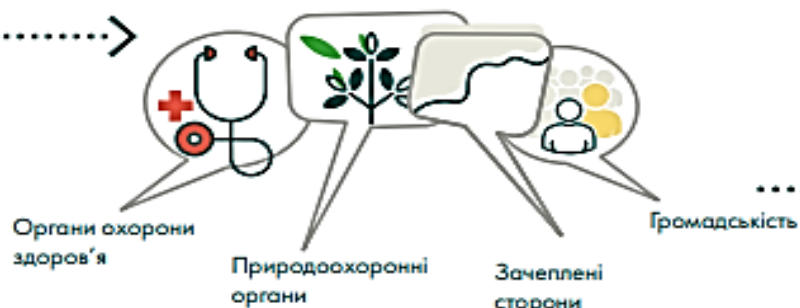 Органи охорони
здоров'я
Природоохоронні
органи
Зачеплені
сторони
Громадськість